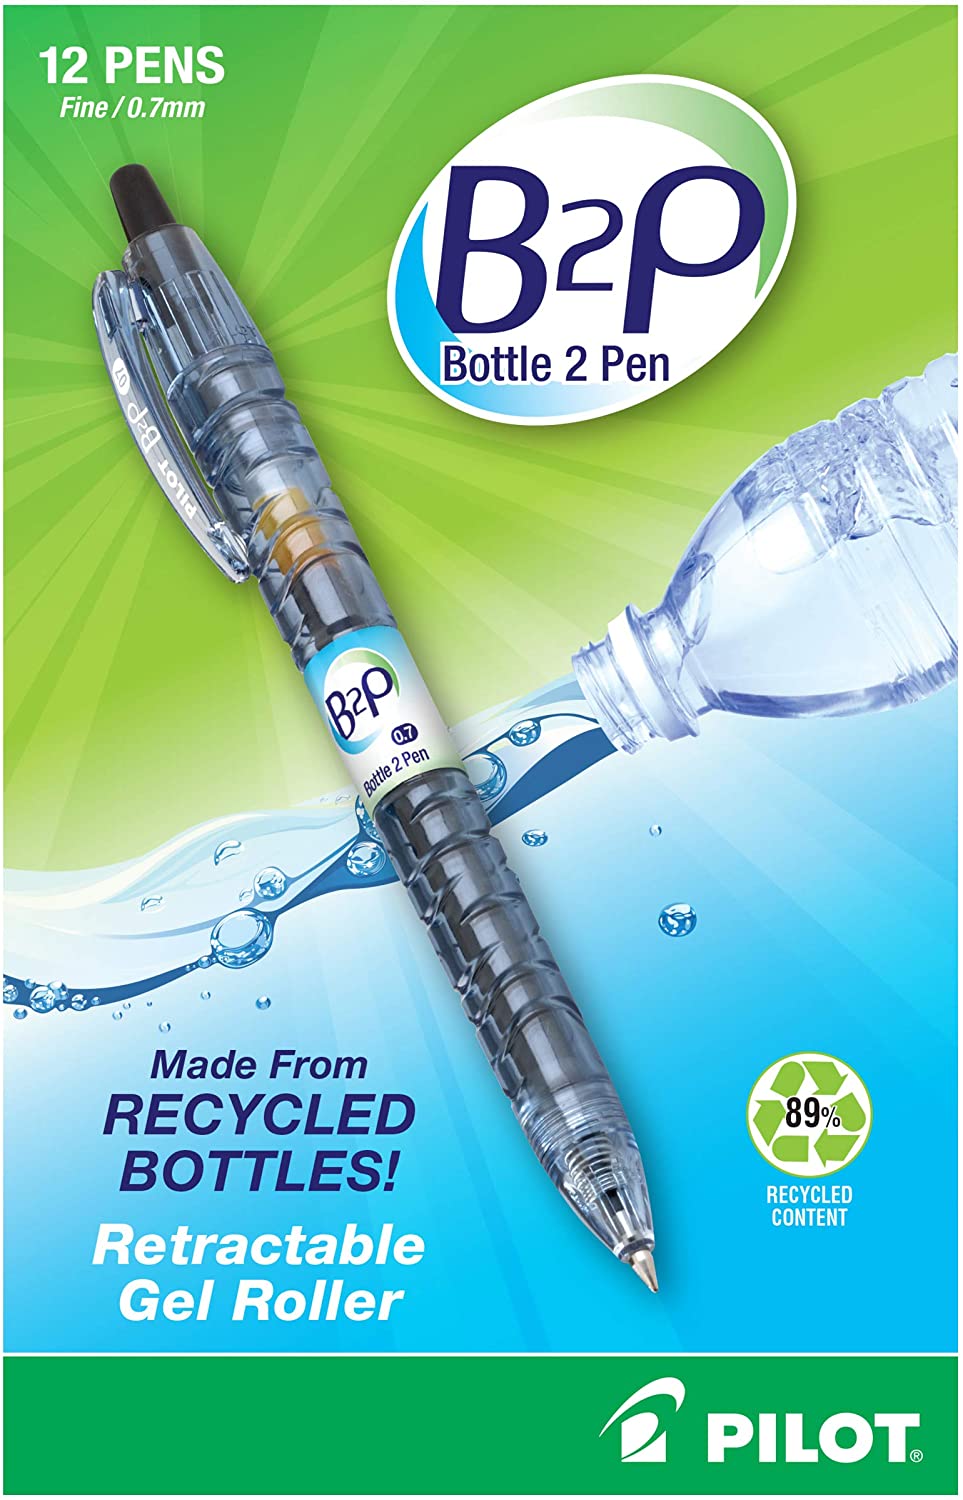 12 PENS
Fine / 0.7mm
B2P
Bottle 2 Pen
PILOT B2P 07
B2P
0.7
Bottle 2 Pen
Made From
RECYCLED
BOTTLES!
Retractable
Gel Roller
89%
RECYCLED
CONTENT
PILOT®